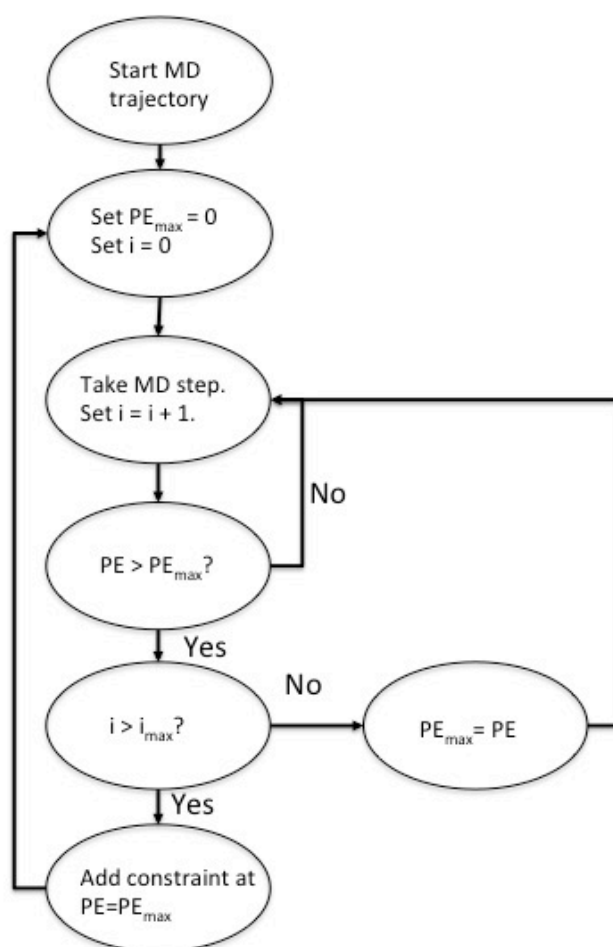 Start MD
trajectory
Set PEmax = 0
Set i = 0
Take MD step.
Set i = i + 1.
No
PE > PEmax?
Yes
No
i > imax?
PEmax= PE
Yes
Add constraint at
PE=PEmax